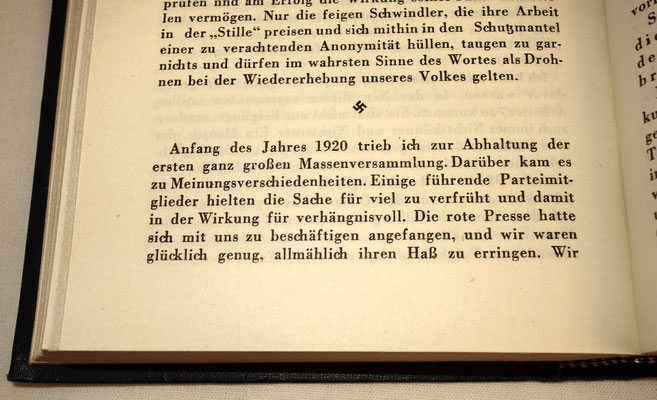 prüfen und am Erfolg die Wirkung
len vermögen. Nur die feigen Schwindler, die ihre Arbeit
in der „Stille" preisen und sich mithin in den Schutzmantel
einer zu verachtenden Anonymität hüllen, taugen zu gar-
nichts und dürfen im wahrsten Sinne des Wortes als Droh-
nen bei der Wiedererhebung unseres Volkes gelten.
Anfang des Jahres 1920 trieb ich zur Abhaltung der
ersten ganz großen Massenversammlung. Darüber kam es
zu Meinungsverschiedenheiten. Einige führende Parteimit-
glieder hielten die Sache für viel zu verfrüht und damit
in der Wirkung für verhängnisvoll. Die rote Presse hatte
sich mit uns zu beschäftigen angefangen, und wir waren
glücklich genug, allmählich ihren Haß zu erringen. Wir